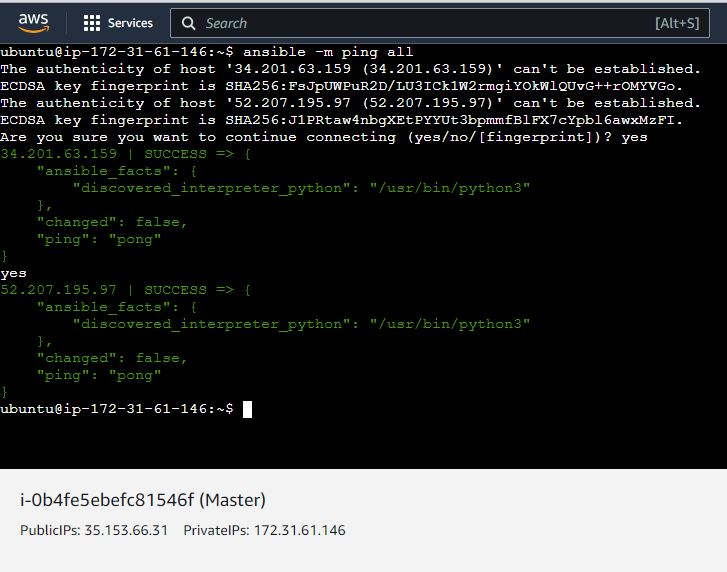 aws
Services
Search
[Alt+S]
ubuntu@ip-172-31-61-146:~$ ansible -m ping all
The authenticity of host '34.201.63.159 (34.201.63.159)' can't be established.
ECDSA key fingerprint is SHA256:FsJpUWPuR2D/LU3ICk1W2rmgiYOkWlQUvG++rOMYVGo.
The authenticity of host '52.207.195.97 (52.207.195.97)' can't be established.
ECDSA key fingerprint is SHA256:J1PRtaw4nbgXEtPYYUt3bpmmfBlFX7cYpbl6awxMzFI.
Are you sure you want to continue connecting (yes/no/[fingerprint])? yes
34.201.63.159 | SUCCESS => {
    "ansible_facts": {
        "discovered_interpreter_python": "/usr/bin/python3"
    },
    "changed": false,
    "ping": "pong"
}
yes
52.207.195.97 | SUCCESS => {
    "ansible_facts": {
        "discovered_interpreter_python": "/usr/bin/python3"
    },
    "changed": false,
    "ping": "pong"
}
ubuntu@ip-172-31-61-146:~$
i-0b4fe5ebefc81546f (Master)
PublicIPs: 35.153.66.31 PrivateIPs: 172.31.61.146